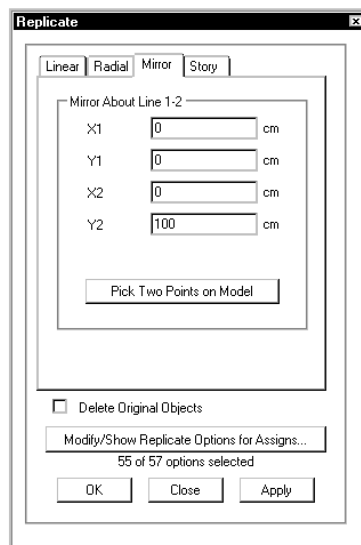 Replicate
Linear Radial Mirror Story
Mirror About Line 1-2
X1 0 cm
Y1 0 cm
X2 0 cm
Y2 100 cm
Pick Two Points on Model
Delete Original Objects
Modify/Show Replicate Options for Assigns...
55 of 57 options selected
OK Close Apply